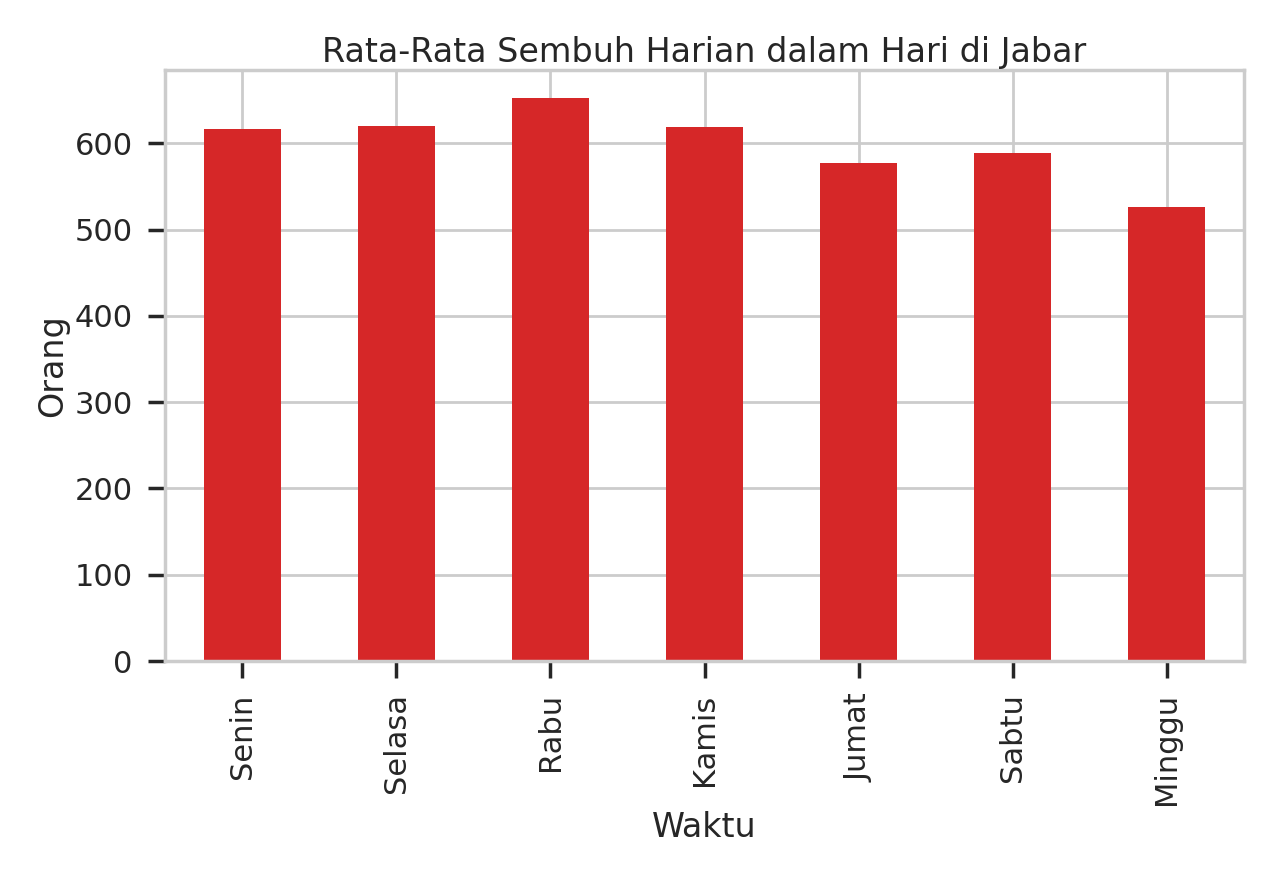 Rata-Rata Sembuh Harian dalam Hari di Jabar
Orang
600
500
400
300
200
100
0
Senin
Selasa
Rabu
Kamis
Jumat
Sabtu
Minggu
Waktu